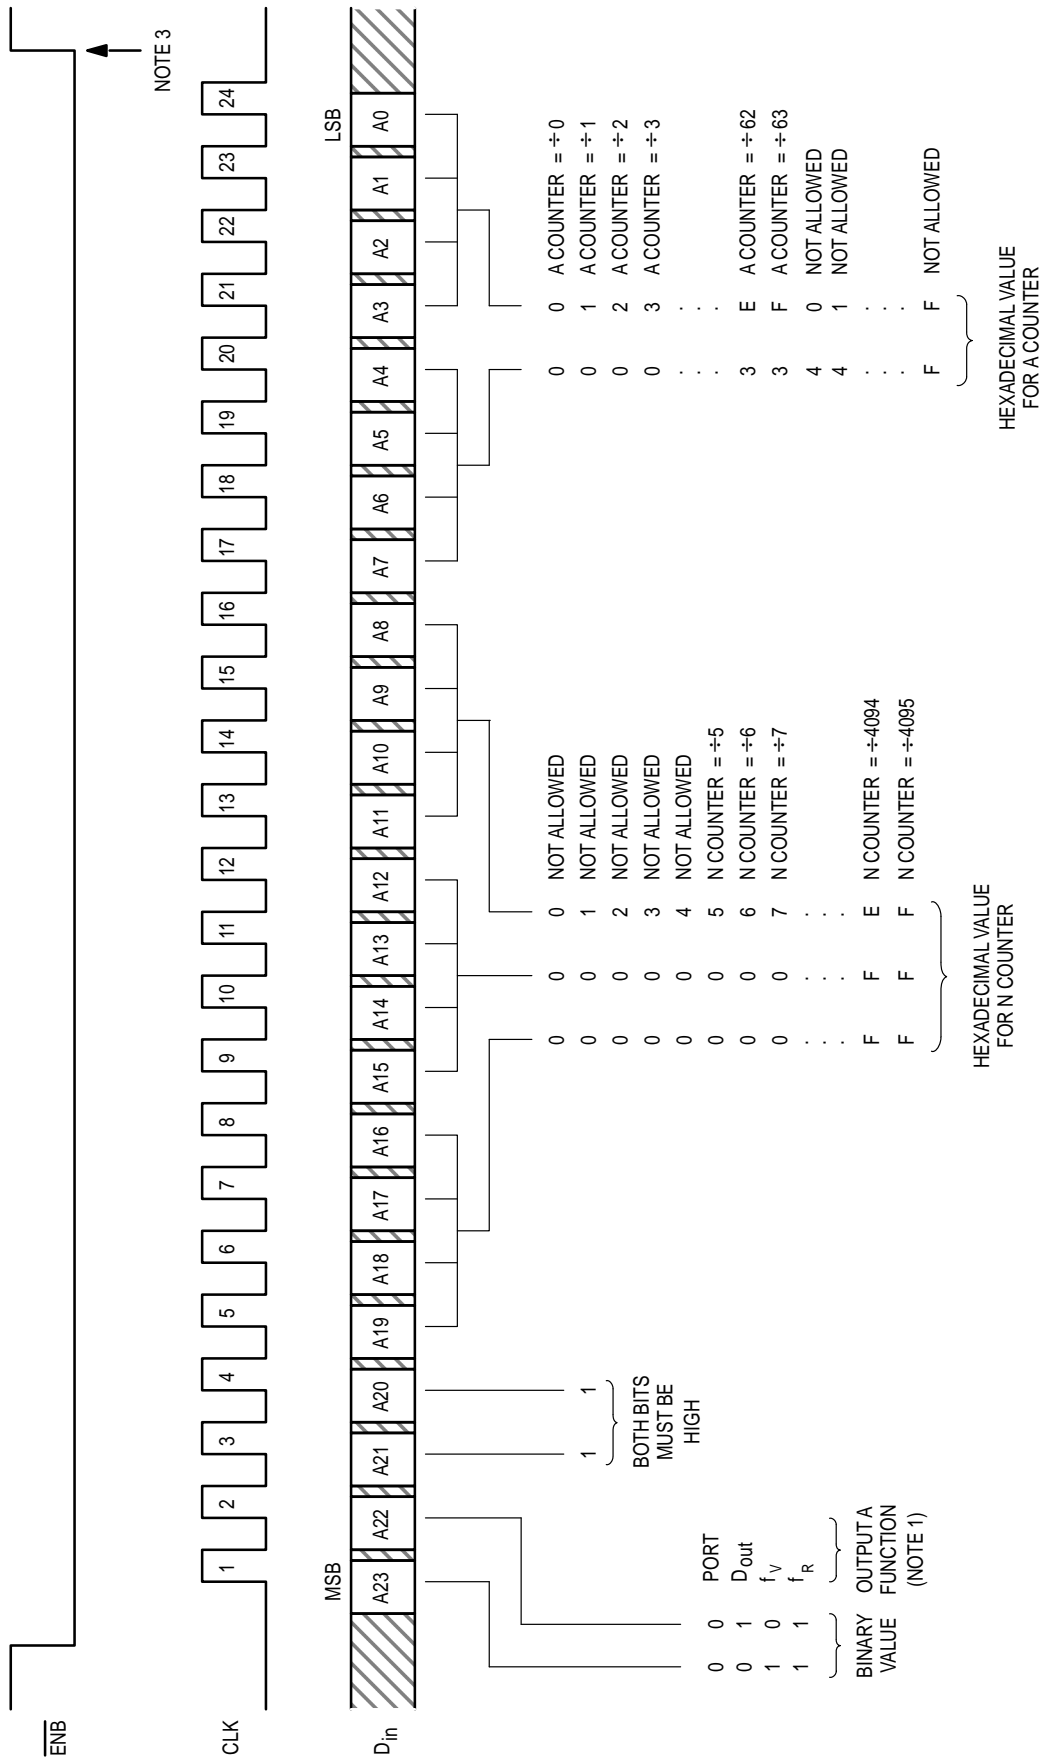 ENB
NOTE 3
CLK
1 2 3 4 5 6 7 8 9 10 11 12 13 14 15 16 17 18 19 20 21 22 23 24
MSB LSB
Din
A23 A22 A21 A20 A19 A18 A17 A16 A15 A14 A13 A12 A11 A10 A9 A8 A7 A6 A5 A4 A3 A2 A1 A0
0 0 PORT
0 1 Dout
1 0 fV
1 1 fR
BINARY VALUE
OUTPUT A FUNCTION (NOTE 1)
1 1
BOTH BITS
MUST BE
HIGH
0 0 0 NOT ALLOWED
0 0 1 NOT ALLOWED
0 0 2 NOT ALLOWED
0 0 3 NOT ALLOWED
0 0 4 NOT ALLOWED
0 0 5 N COUNTER = ÷5
0 0 6 N COUNTER = ÷6
0 0 7 N COUNTER = ÷7
. . .
. . .
F F E N COUNTER = ÷4094
F F F N COUNTER = ÷4095
HEXADECIMAL VALUE
FOR N COUNTER
0 0 A COUNTER = ÷0
0 1 A COUNTER = ÷1
0 2 A COUNTER = ÷2
0 3 A COUNTER = ÷3
. .
. .
. .
3 E A COUNTER = ÷62
3 F A COUNTER = ÷63
4 0 NOT ALLOWED
4 1 NOT ALLOWED
. .
. .
. .
F F NOT ALLOWED
HEXADECIMAL VALUE
FOR A COUNTER